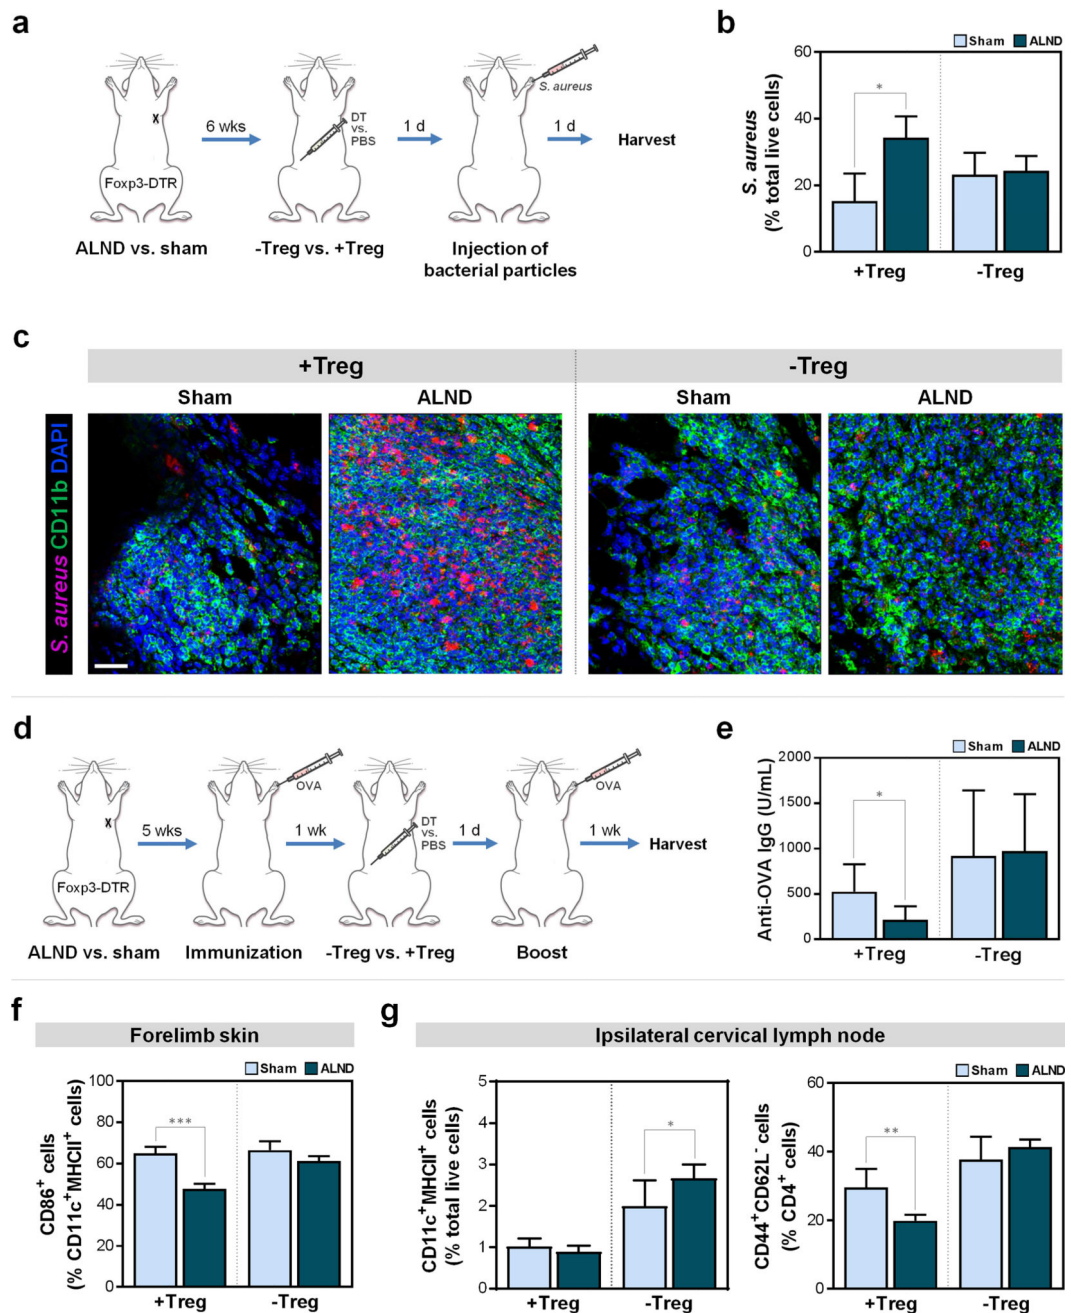 a
S. aureus
X
6 wks
DT
vs.
PBS
1 d
1 d
Harvest
Foxp3-DTR
ALND vs. sham
-Treg vs. +Treg
Injection of
bacterial particles
b
Sham ALND
S. aureus
(% total live cells)
60
40
20
0
*
+Treg
-Treg
c
+Treg
-Treg
Sham
ALND
Sham
ALND
S. aureus CD11b DAPI
d
OVA
OVA
X
5 wks
1 wk
DT
vs.
PBS
1 d
1 wk
Harvest
Foxp3-DTR
ALND vs. sham
Immunization
-Treg vs. +Treg
Boost
e
Sham ALND
Anti-OVA IgG (U/mL)
2000
1500
1000
500
0
*
+Treg
-Treg
f
Forelimb skin
Sham ALND
CD86⁺ cells
(% CD11c⁺MHCII⁺ cells)
100
80
60
40
20
0
***
+Treg
-Treg
g
Ipsilateral cervical lymph node
CD11c⁺MHCII⁺ cells
(% total live cells)
5
4
3
2
1
0
*
+Treg
-Treg
Sham ALND
CD44⁺CD62L⁻ cells
(% CD4⁺ cells)
60
40
20
0
**
+Treg
-Treg